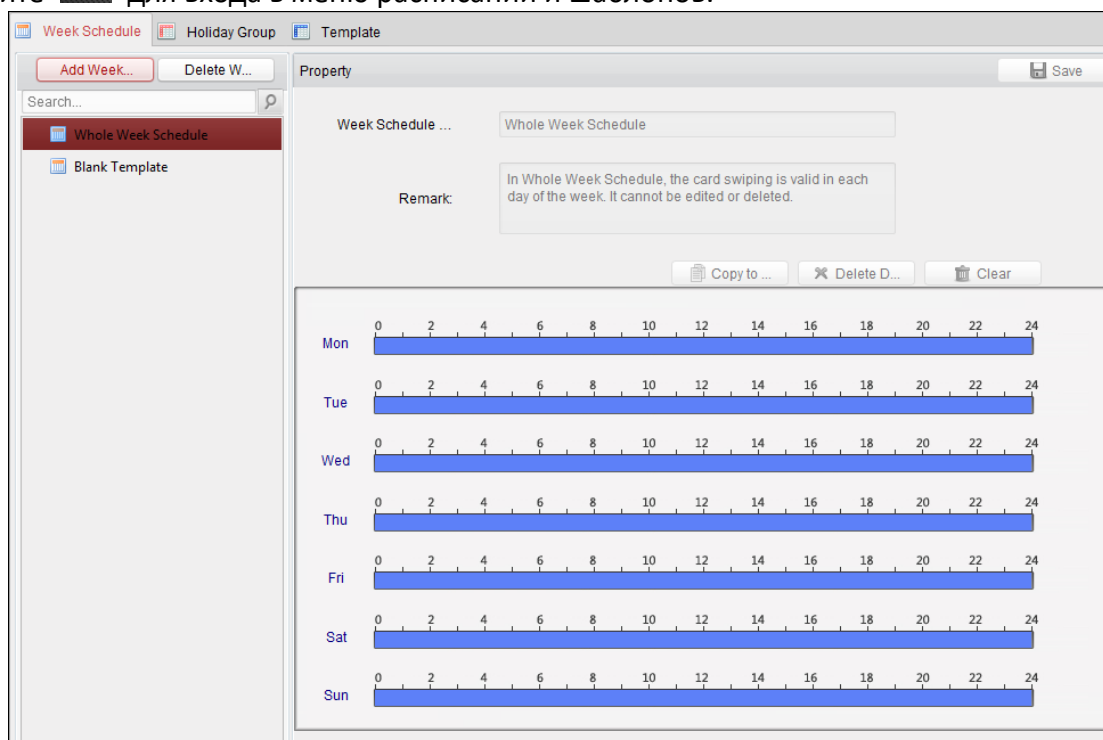 для входа в меню расписаний и шаблонов.
Week Schedule Holiday Group Template
Add Week... Delete W... Property Save
Search...
Whole Week Schedule
Blank Template
Week Schedule ... Whole Week Schedule
Remark: In Whole Week Schedule, the card swiping is valid in each
day of the week. It cannot be edited or deleted.
Copy to ... Delete D... Clear
0 2 4 6 8 10 12 14 16 18 20 22 24
Mon
0 2 4 6 8 10 12 14 16 18 20 22 24
Tue
0 2 4 6 8 10 12 14 16 18 20 22 24
Wed
0 2 4 6 8 10 12 14 16 18 20 22 24
Thu
0 2 4 6 8 10 12 14 16 18 20 22 24
Fri
0 2 4 6 8 10 12 14 16 18 20 22 24
Sat
0 2 4 6 8 10 12 14 16 18 20 22 24
Sun